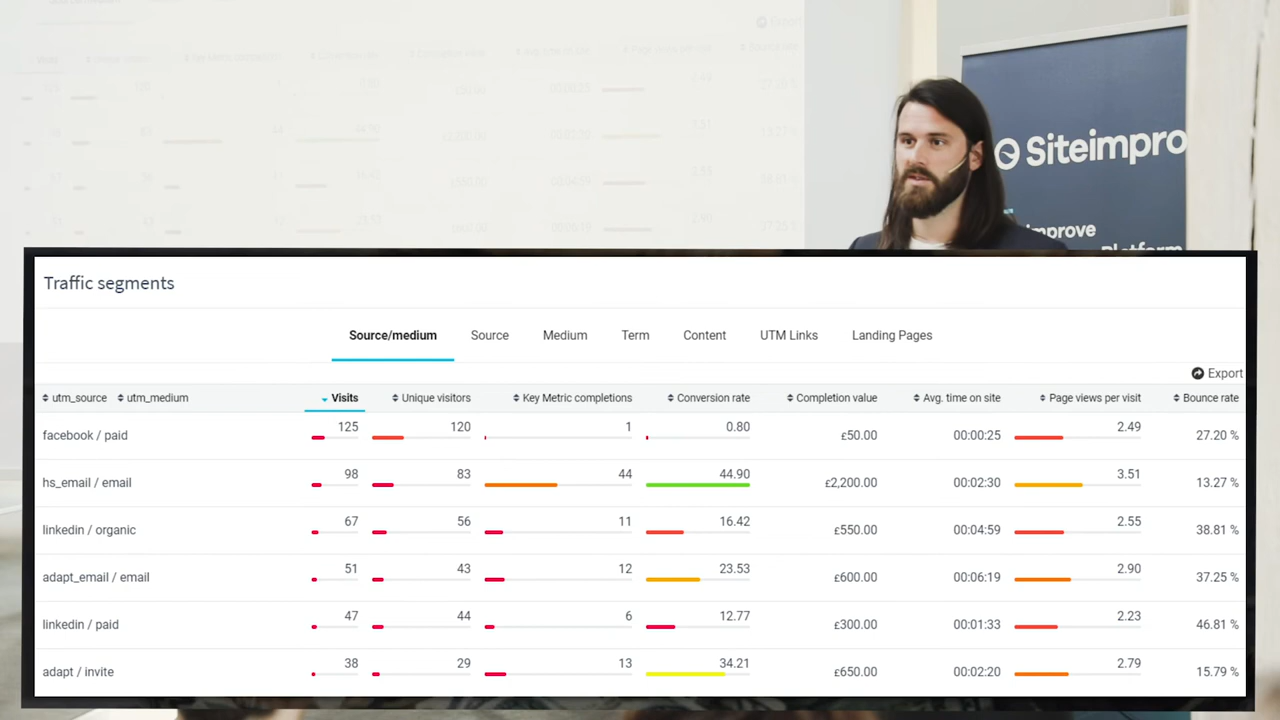 Export
Siteimpro
improve
Platform
Traffic segments
Source/medium Source Medium Term Content UTM Links Landing Pages
Export
utm_source utm_medium Visits Unique visitors Key Metric completions Conversion rate Completion value Avg. time on site Page views per visit Bounce rate
facebook / paid 125 120 1 0.80 £50.00 00:00:25 2.49 27.20 %
hs_email / email 98 83 44 44.90 £2,200.00 00:02:30 3.51 13.27 %
linkedin / organic 67 56 11 16.42 £550.00 00:04:59 2.55 38.81 %
adapt_email / email 51 43 12 23.53 £600.00 00:06:19 2.90 37.25 %
linkedin / paid 47 44 6 12.77 £300.00 00:01:33 2.23 46.81 %
adapt / invite 38 29 13 34.21 £650.00 00:02:20 2.79 15.79 %